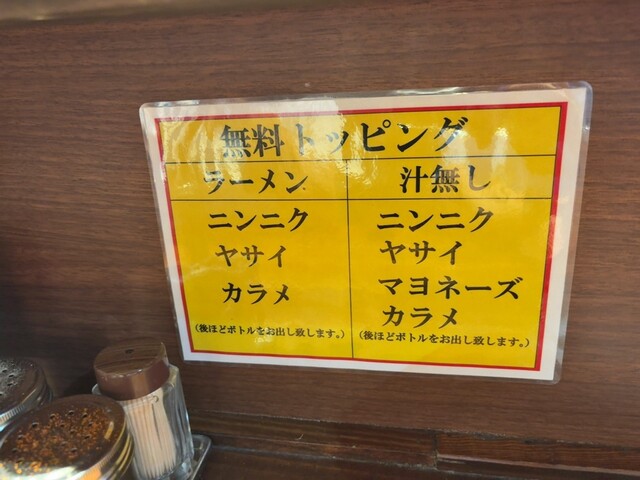 無料トッピング
ラーメン
汁無し
ニンニク
ヤサイ
カラメ
(後ほどボトルをお出し致します。)
ニンニク
ヤサイ
マヨネーズ
カラメ
(後ほどボトルをお出し致します。)